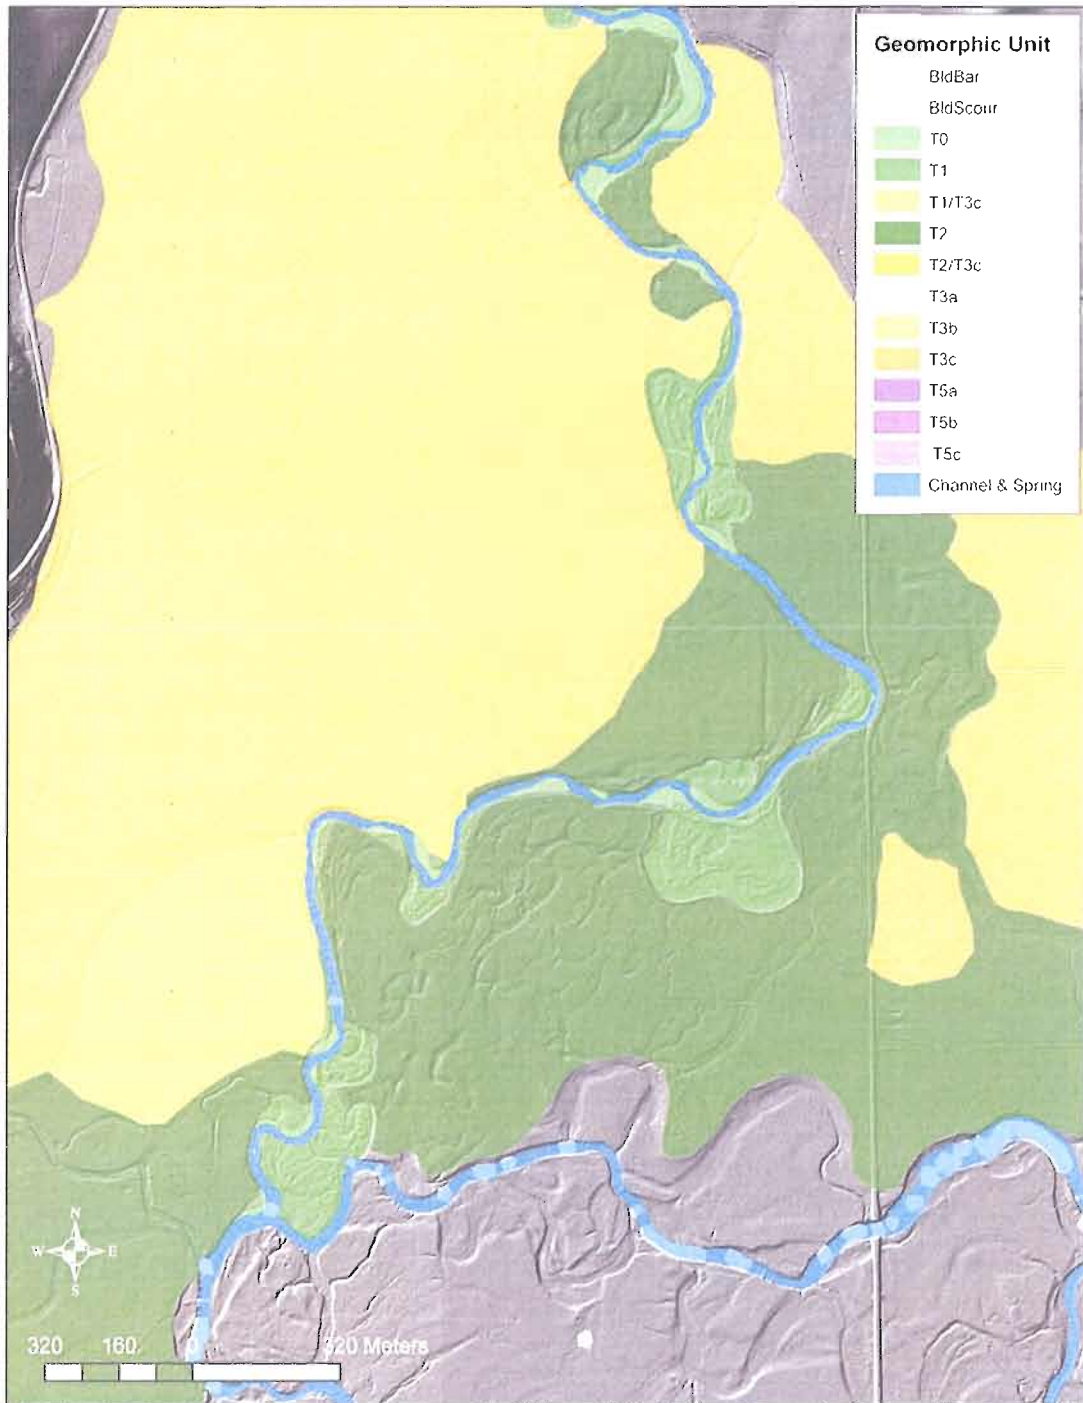 Geomorphic Unit
BldBar
BldScour
T0
T1
T1/T3c
T2
T2/T3c
T3a
T3b
T3c
T5a
T5b
T5c
Channel & Spring
N
W E
S
320 160 0 320 Meters